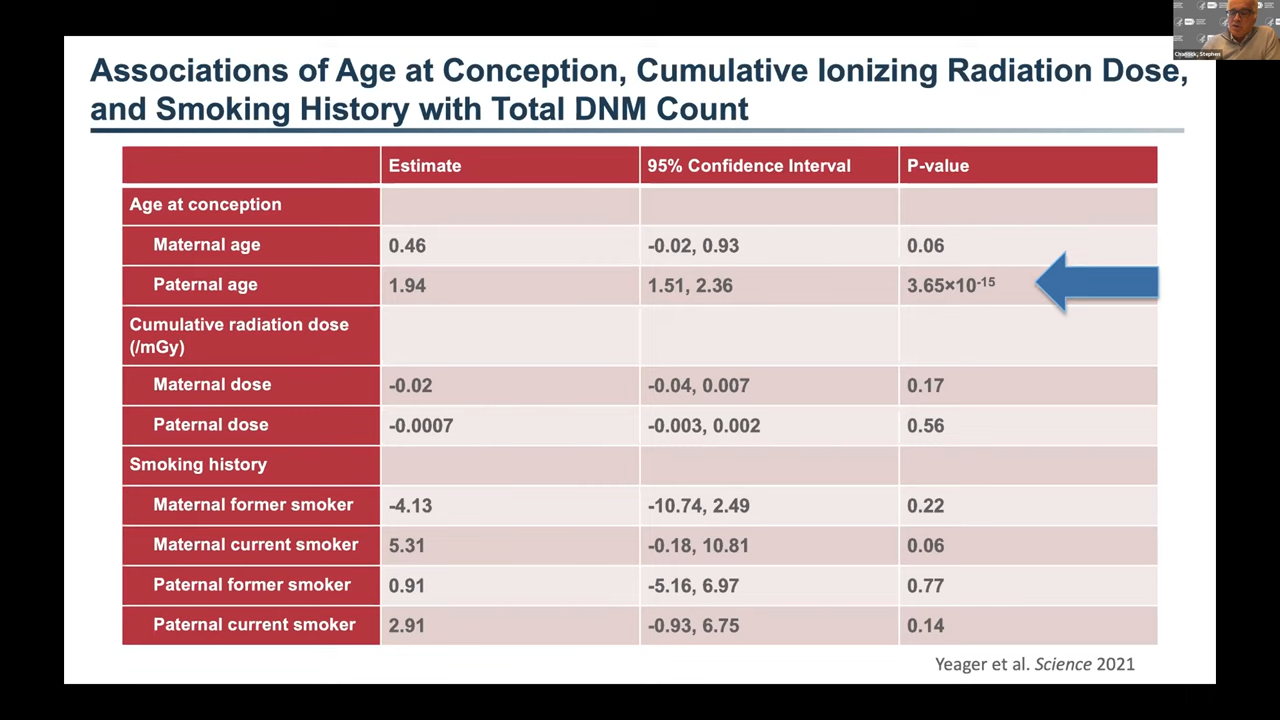 Associations of Age at Conception, Cumulative Ionizing Radiation Dose,
and Smoking History with Total DNM Count
Estimate 95% Confidence Interval P-value
Age at conception
Maternal age 0.46 -0.02, 0.93 0.06
Paternal age 1.94 1.51, 2.36 3.65×10⁻¹⁵
Cumulative radiation dose
(/mGy)
Maternal dose -0.02 -0.04, 0.007 0.17
Paternal dose -0.0007 -0.003, 0.002 0.56
Smoking history
Maternal former smoker -4.13 -10.74, 2.49 0.22
Maternal current smoker 5.31 -0.18, 10.81 0.06
Paternal former smoker 0.91 -5.16, 6.97 0.77
Paternal current smoker 2.91 -0.93, 6.75 0.14
Yeager et al. Science 2021